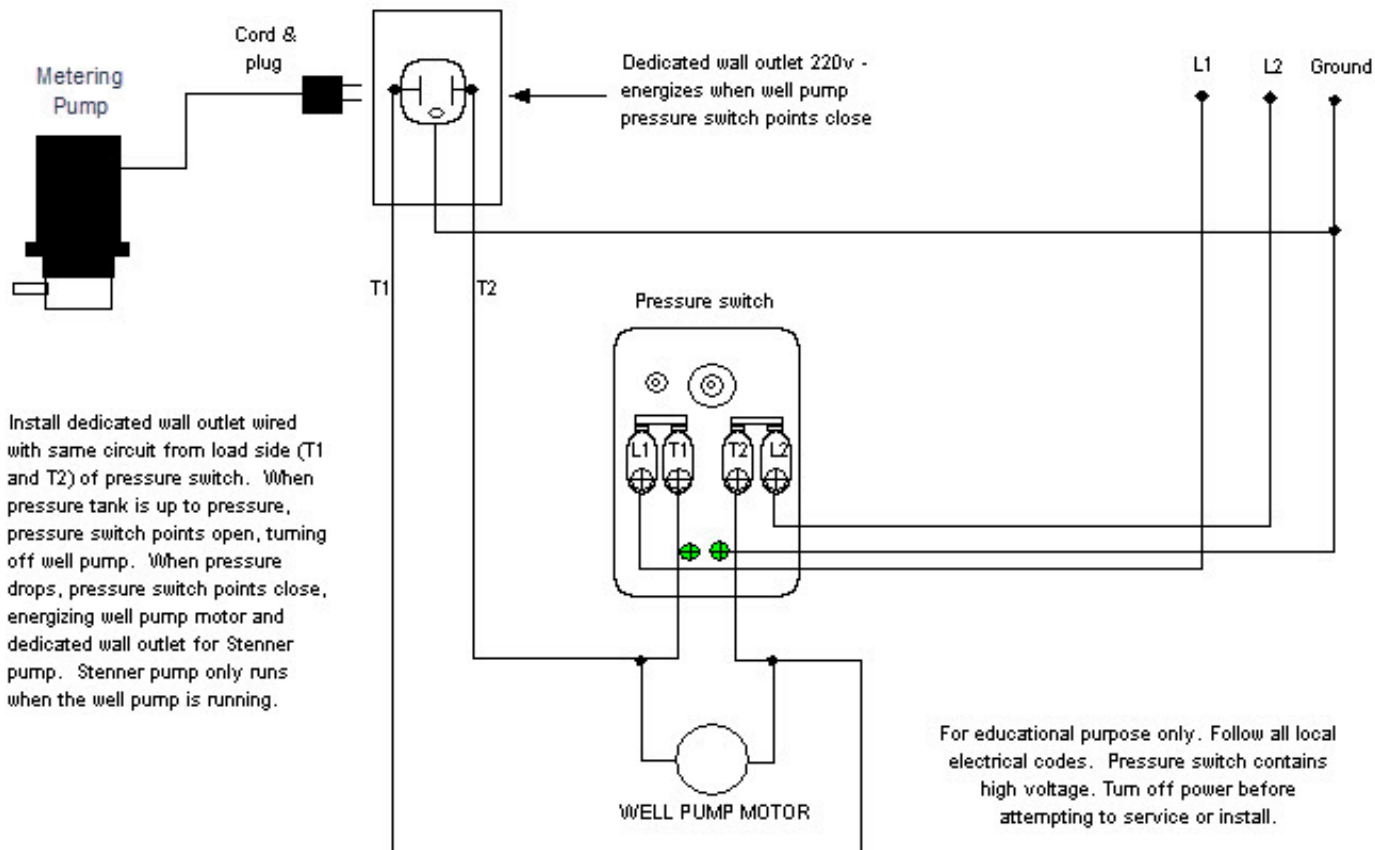 Cord &
plug
Metering
Pump
Dedicated wall outlet 220v -
energizes when well pump
pressure switch points close
L1
L2
Ground
T1
T2
Pressure switch
L1
T1
T2
L2
Install dedicated wall outlet wired
with same circuit from load side (T1
and T2) of pressure switch. When
pressure tank is up to pressure,
pressure switch points open, turning
off well pump. When pressure
drops, pressure switch points close,
energizing well pump motor and
dedicated wall outlet for Stenner
pump. Stenner pump only runs
when the well pump is running.
WELL PUMP MOTOR
For educational purpose only. Follow all local
electrical codes. Pressure switch contains
high voltage. Turn off power before
attempting to service or install.